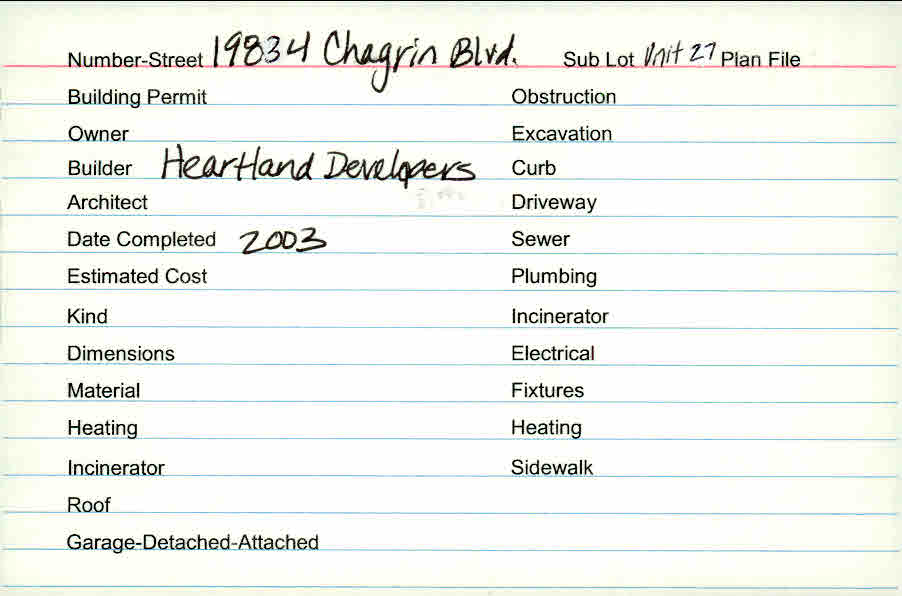 Number-Street 19834 Chagrin Blvd. Sub Lot Unit 27 Plan File
Building Permit Obstruction
Owner Excavation
Builder Heartland Developers Curb
Architect Driveway
Date Completed 2003 Sewer
Estimated Cost Plumbing
Kind Incinerator
Dimensions Electrical
Material Fixtures
Heating Heating
Incinerator Sidewalk
Roof
Garage-Detached-Attached